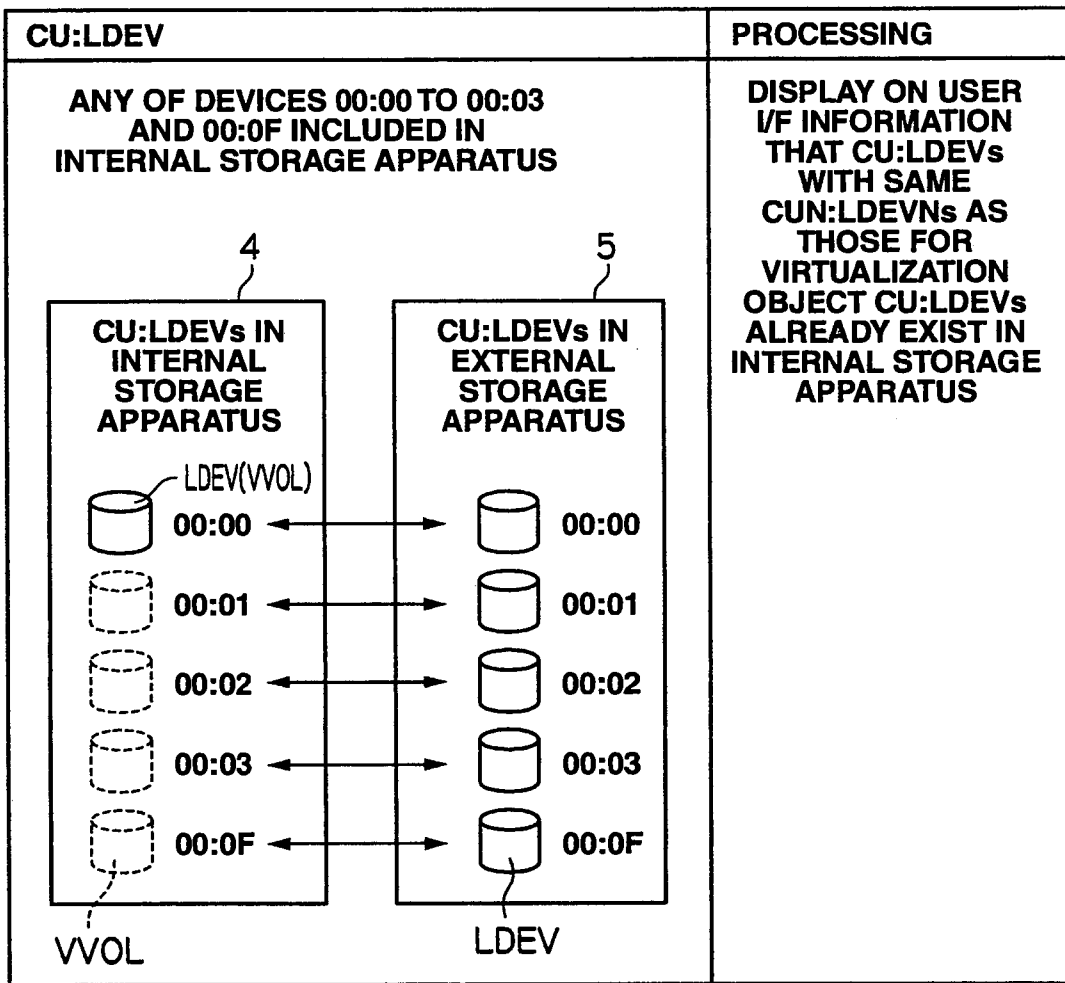 CU:LDEV
PROCESSING
ANY OF DEVICES 00:00 TO 00:03
AND 00:0F INCLUDED IN
INTERNAL STORAGE APPARATUS
DISPLAY ON USER
I/F INFORMATION
THAT CU:LDEVs
WITH SAME
CUN:LDEVNs AS
THOSE FOR
VIRTUALIZATION
OBJECT CU:LDEVs
ALREADY EXIST IN
INTERNAL STORAGE
APPARATUS
4
CU:LDEVs IN
INTERNAL
STORAGE
APPARATUS
LDEV(VVOL)
00:00
00:01
00:02
00:03
00:0F
VVOL
5
CU:LDEVs IN
EXTERNAL
STORAGE
APPARATUS
00:00
00:01
00:02
00:03
00:0F
LDEV